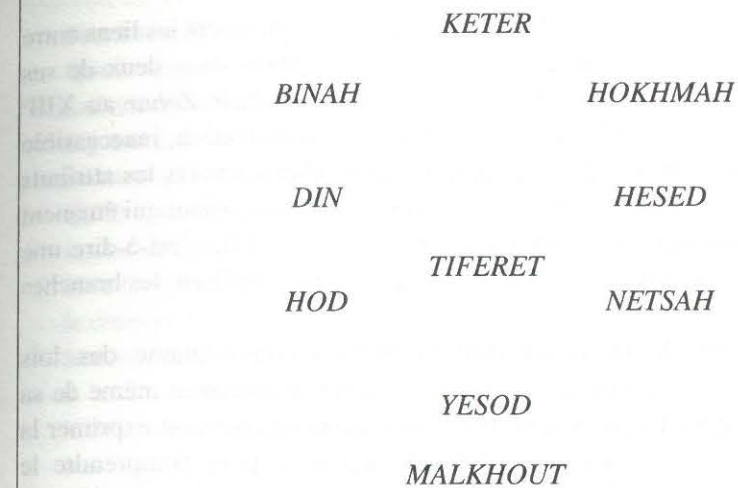 KETER
BINAH HOKHMAH
DIN HESED
TIFERET
HOD NETSAH
YESOD
MALKHOUT